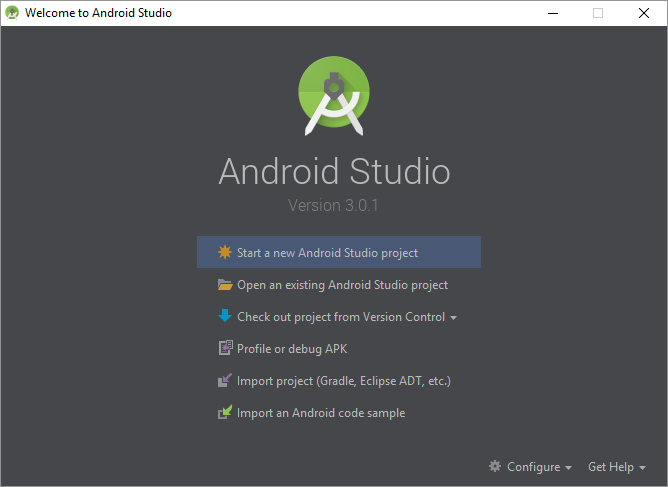 Welcome to Android Studio
Android Studio
Version 3.0.1
Start a new Android Studio project
Open an existing Android Studio project
Check out project from Version Control
Profile or debug APK
Import project (Gradle, Eclipse ADT, etc.)
Import an Android code sample
Configure Get Help